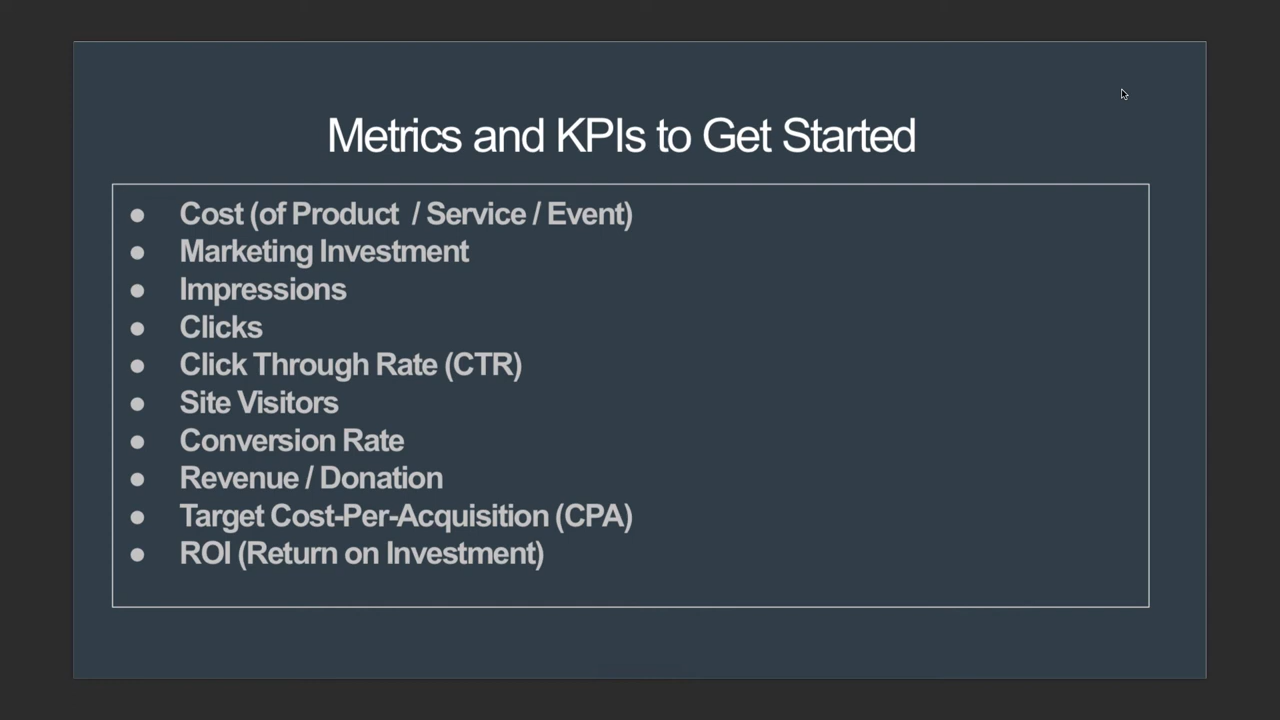 Metrics and KPIs to Get Started
● Cost (of Product / Service / Event)
● Marketing Investment
● Impressions
● Clicks
● Click Through Rate (CTR)
● Site Visitors
● Conversion Rate
● Revenue / Donation
● Target Cost-Per-Acquisition (CPA)
● ROI (Return on Investment)